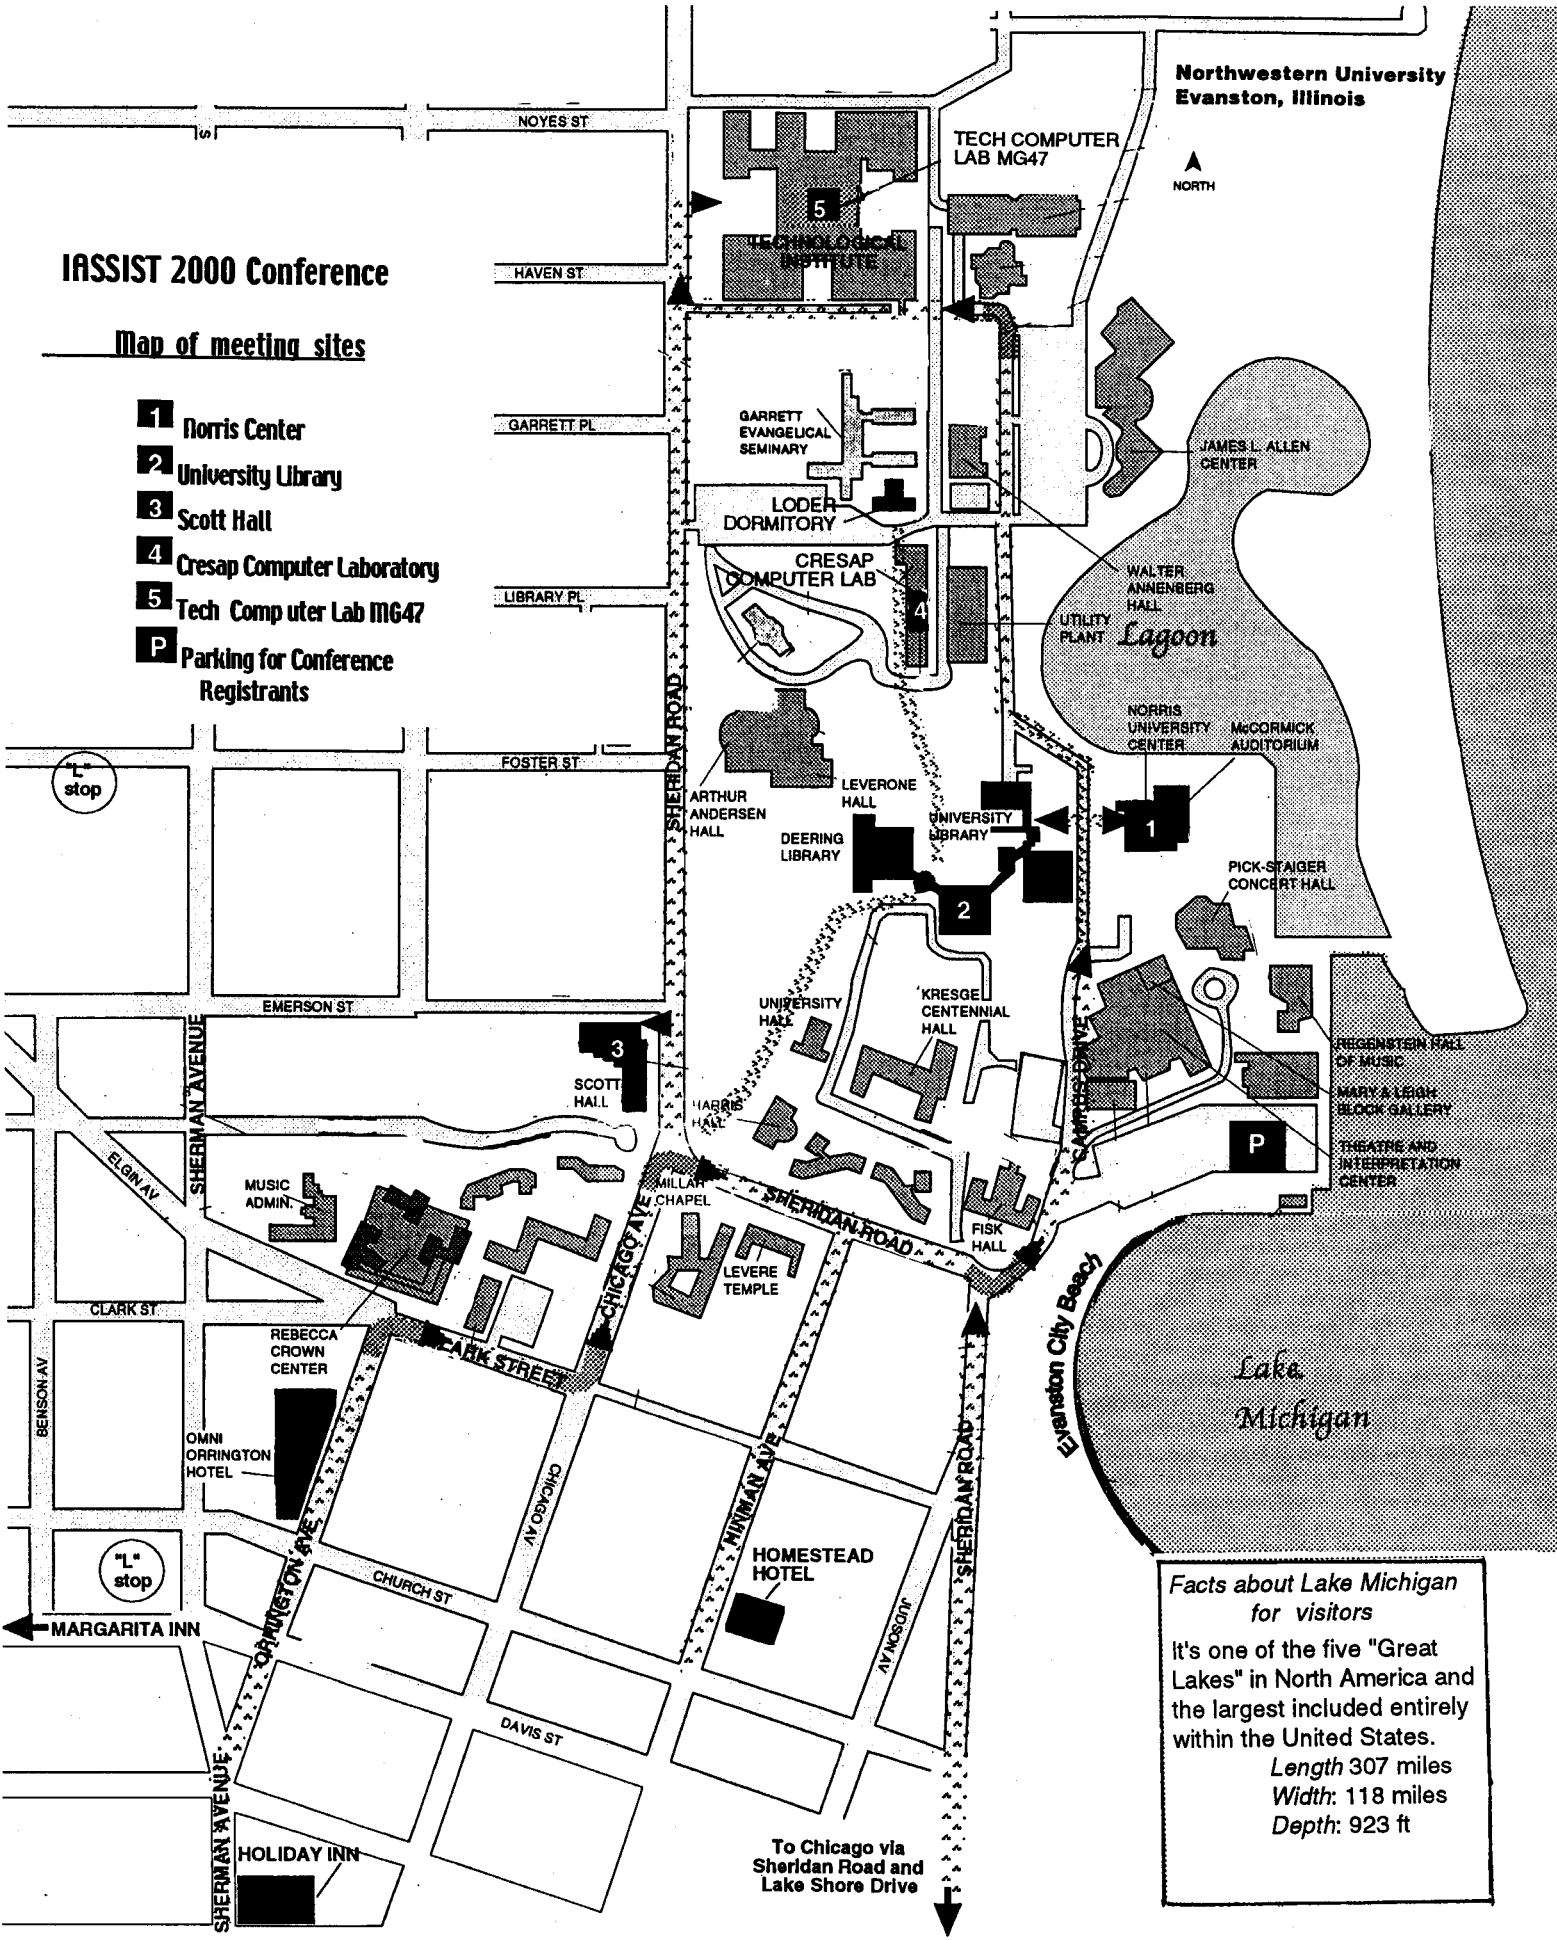 Northwestern University
Evanston, Illinois
NORTH
NOYES ST
S
TECH COMPUTER
LAB MG47
5
TECHNOLOGICAL
INSTITUTE
HAVEN ST
IASSIST 2000 Conference
Map of meeting sites
1 Norris Center
2 University Library
3 Scott Hall
4 Cresap Computer Laboratory
5 Tech Comp uter Lab MG47
P Parking for Conference
Registrants
GARRETT PL
GARRETT
EVANGELICAL
SEMINARY
JAMES L. ALLEN
CENTER
LODER
DORMITORY
CRESAP
COMPUTER LAB
4
LIBRARY PL
WALTER
ANNENBERG
HALL
UTILITY
PLANT
Lagoon
SHERIDAN ROAD
NORRIS
UNIVERSITY
CENTER
McCORMICK
AUDITORIUM
"L"
stop
FOSTER ST
ARTHUR
ANDERSEN
HALL
LEVERONE
HALL
DEERING
LIBRARY
UNIVERSITY
LIBRARY
1
PICK-STAIGER
CONCERT HALL
2
EMERSON ST
SHERMAN AVENUE
UNIVERSITY
HALL
KRESGE
CENTENNIAL
HALL
CAMPUS DRIVE
3
SCOTT
HALL
HARRIS
HALL
REGENSTEIN HALL
OF MUSIC
MARY & LEIGH
BLOCK GALLERY
THEATRE AND
INTERPRETATION
CENTER
P
ELGIN AV
MUSIC
ADMIN.
MILLAR
CHAPEL
SHERIDAN ROAD
FISK
HALL
LEVERE
TEMPLE
CHICAGO AVE
CLARK ST
REBECCA
CROWN
CENTER
CLARK STREET
Evanston City Beach
Lake
Michigan
BENSON AV
OMNI
ORRINGTON
HOTEL
CHICAGO AV
HINMAN AVE
SHERIDAN ROAD
"L"
stop
ORRINGTON AVE
CHURCH ST
HOMESTEAD
HOTEL
JUDSON AV
MARGARITA INN
DAVIS ST
SHERMAN AVENUE
HOLIDAY INN
To Chicago via
Sheridan Road and
Lake Shore Drive
Facts about Lake Michigan
for visitors
It's one of the five "Great
Lakes" in North America and
the largest included entirely
within the United States.
Length 307 miles
Width: 118 miles
Depth: 923 ft